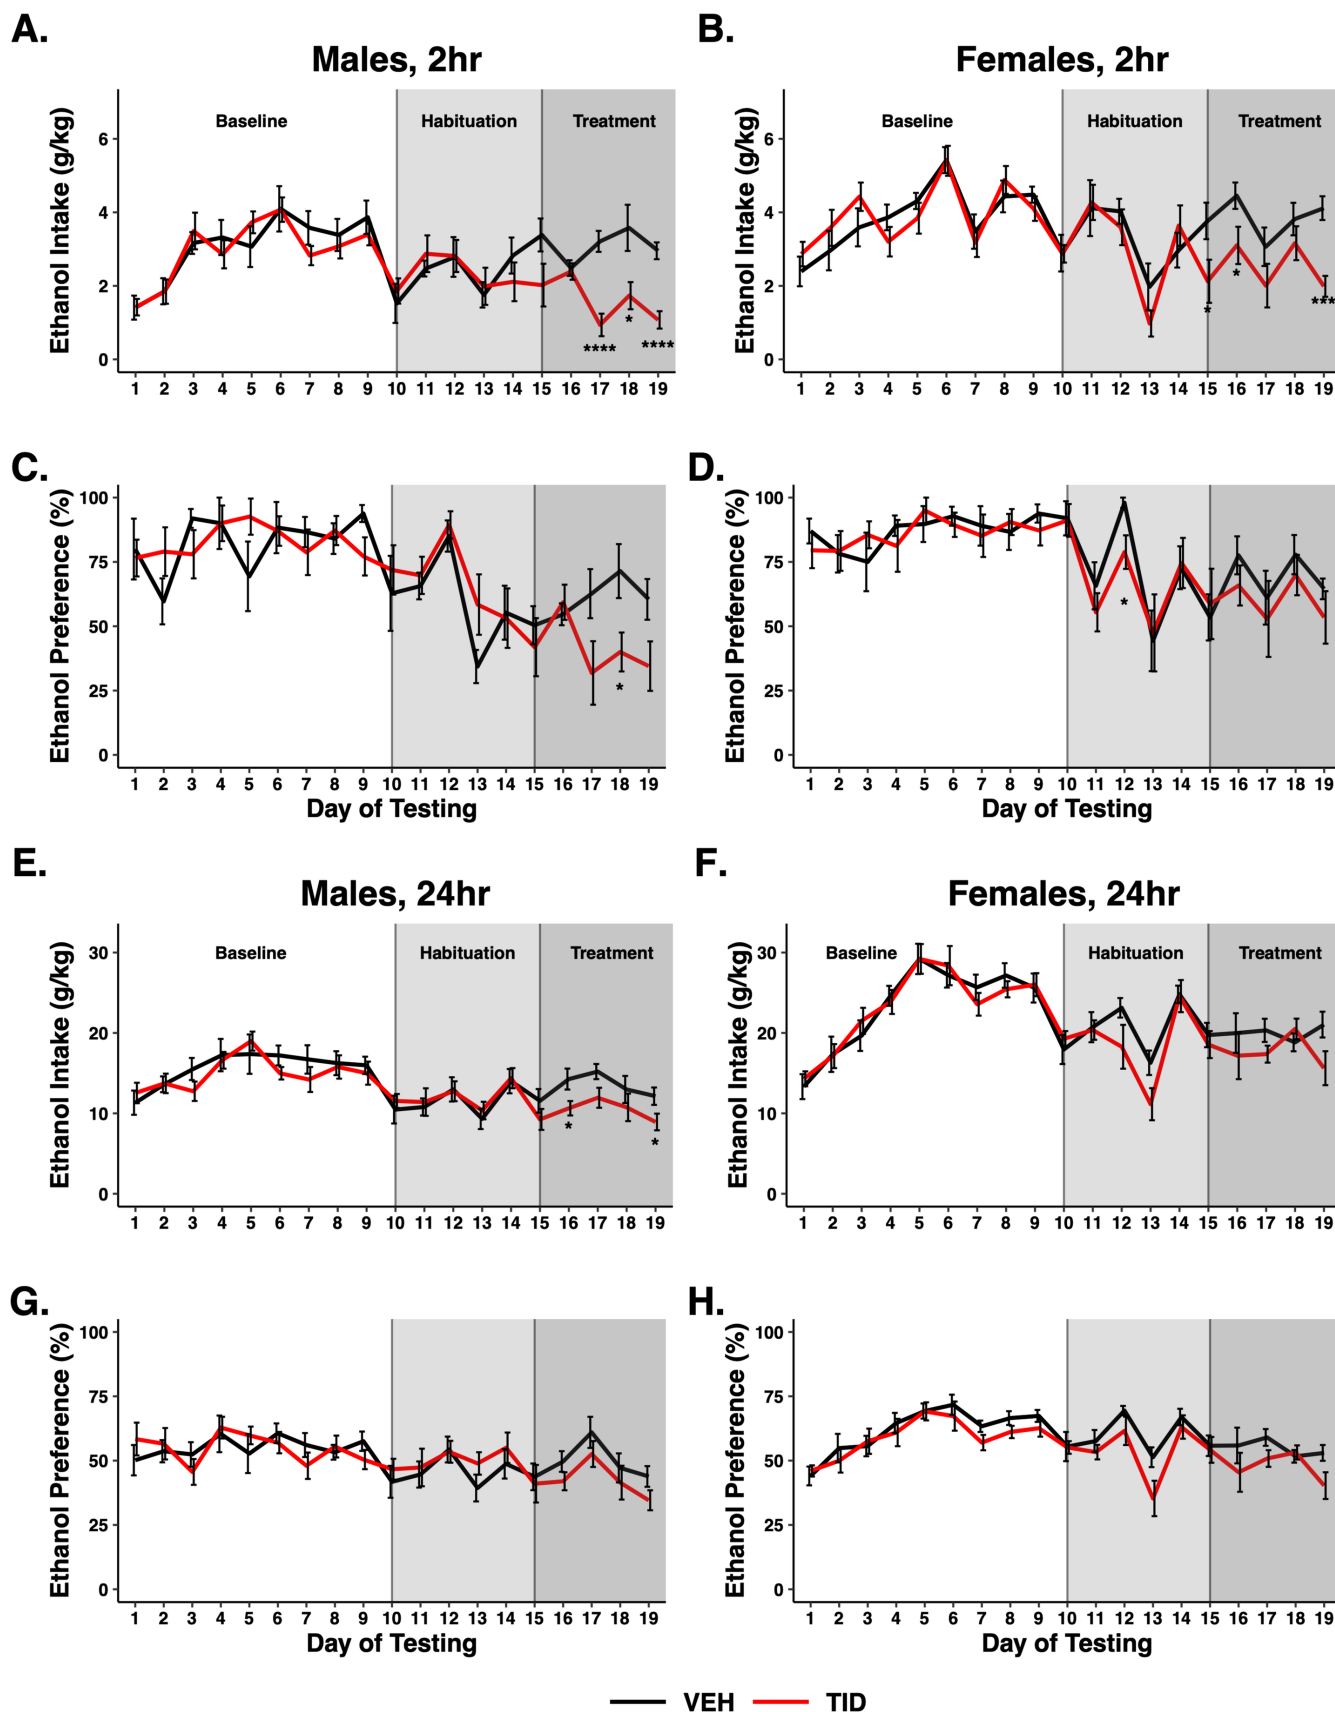 A.
Males, 2hr
Ethanol Intake (g/kg)
Baseline
Habituation
Treatment
6
4
2
0
****
*
****
1 2 3 4 5 6 7 8 9 10 11 12 13 14 15 16 17 18 19
B.
Females, 2hr
Ethanol Intake (g/kg)
Baseline
Habituation
Treatment
6
4
2
0
*
*
***
1 2 3 4 5 6 7 8 9 10 11 12 13 14 15 16 17 18 19
C.
Ethanol Preference (%)
100
75
50
25
0
*
1 2 3 4 5 6 7 8 9 10 11 12 13 14 15 16 17 18 19
Day of Testing
D.
Ethanol Preference (%)
100
75
50
25
0
*
1 2 3 4 5 6 7 8 9 10 11 12 13 14 15 16 17 18 19
Day of Testing
E.
Males, 24hr
Ethanol Intake (g/kg)
Baseline
Habituation
Treatment
30
20
10
0
*
*
1 2 3 4 5 6 7 8 9 10 11 12 13 14 15 16 17 18 19
F.
Females, 24hr
Ethanol Intake (g/kg)
Baseline
Habituation
Treatment
30
20
10
0
1 2 3 4 5 6 7 8 9 10 11 12 13 14 15 16 17 18 19
G.
Ethanol Preference (%)
100
75
50
25
0
1 2 3 4 5 6 7 8 9 10 11 12 13 14 15 16 17 18 19
Day of Testing
H.
Ethanol Preference (%)
100
75
50
25
0
1 2 3 4 5 6 7 8 9 10 11 12 13 14 15 16 17 18 19
Day of Testing
VEH TID